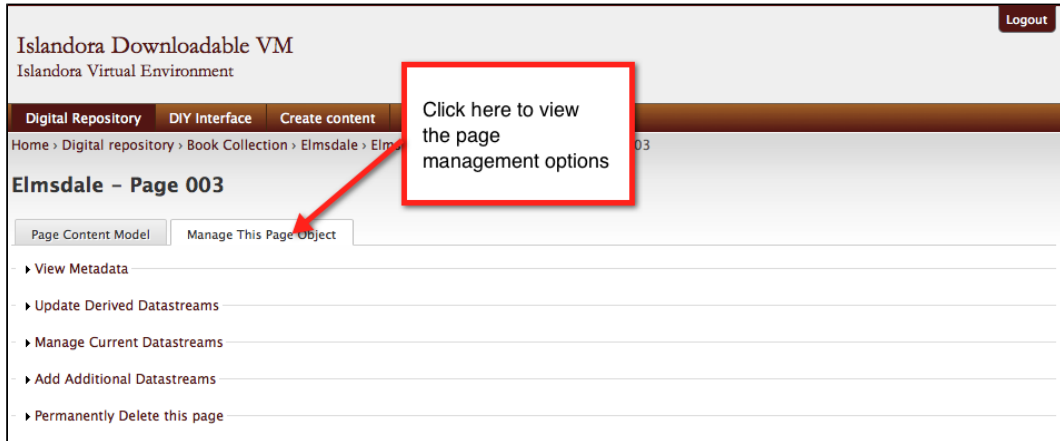 Logout
Islandora Downloadable VM
Islandora Virtual Environment
Digital Repository DIY Interface Create content
Home › Digital repository › Book Collection › Elmsdale › 03
Click here to view
the page
management options
Elmsdale – Page 003
Page Content Model Manage This Page Object
View Metadata
Update Derived Datastreams
Manage Current Datastreams
Add Additional Datastreams
Permanently Delete this page